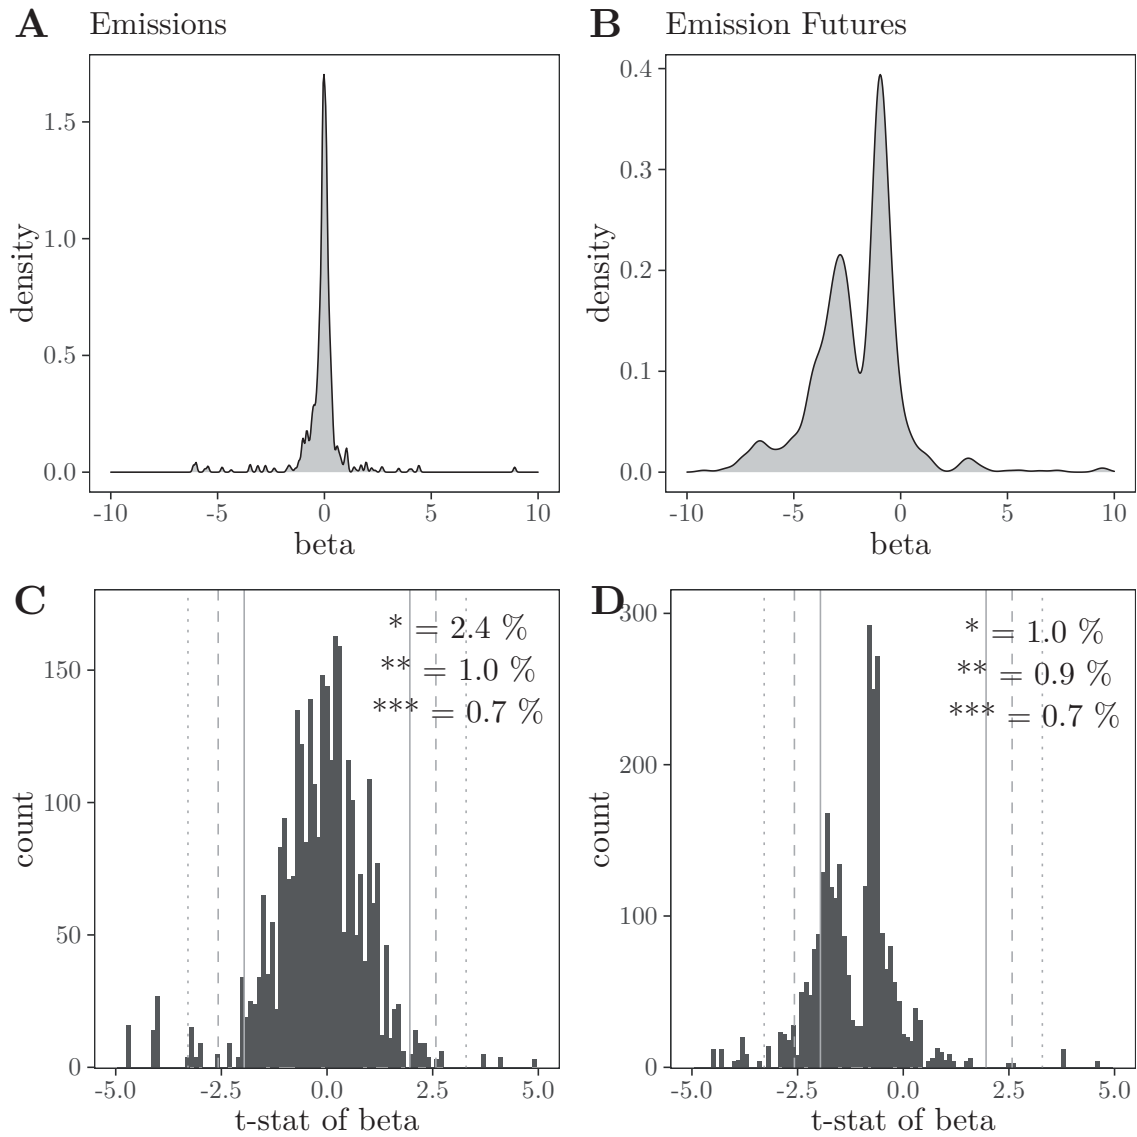 A Emissions
1.5
1.0
0.5
0.0
density
-10 -5 0 5 10
beta
B Emission Futures
0.4
0.3
0.2
0.1
0.0
density
-10 -5 0 5 10
beta
C
* = 2.4 %
** = 1.0 %
*** = 0.7 %
150
100
50
0
count
-5.0 -2.5 0.0 2.5 5.0
t-stat of beta
D
* = 1.0 %
** = 0.9 %
*** = 0.7 %
300
200
100
0
count
-5.0 -2.5 0.0 2.5 5.0
t-stat of beta